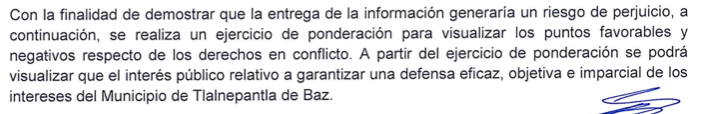 Con la finalidad de demostrar que la entrega de la información generaría un riesgo de perjuicio, a
continuación, se realiza un ejercicio de ponderación para visualizar los puntos favorables y
negativos respecto de los derechos en conflicto. A partir del ejercicio de ponderación se podrá
visualizar que el interés público relativo a garantizar una defensa eficaz, objetiva e imparcial de los
intereses del Municipio de Tlalnepantla de Baz.